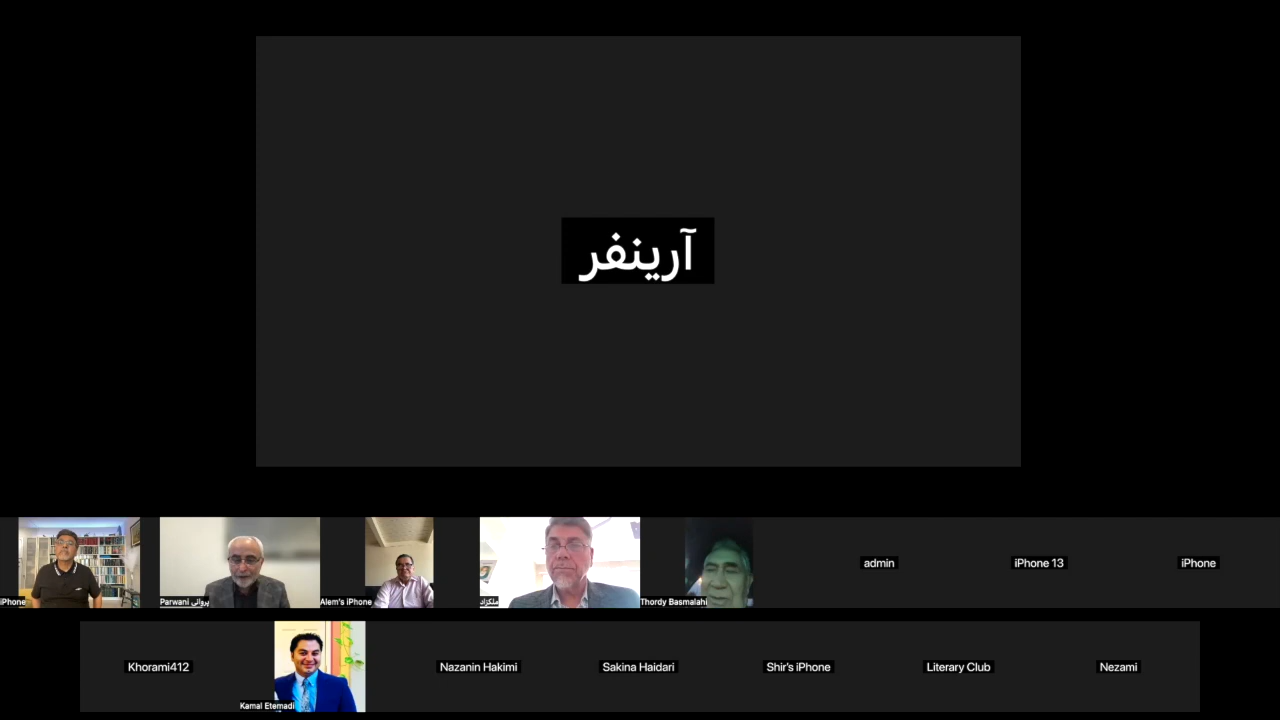 آرینفر
iPhone
Parwani پروانی
Alem's iPhone
ملکزاد
Thordy Basmalahi
admin
iPhone 13
iPhone
Khorami412
Kamal Etemadi
Nazanin Hakimi
Sakina Haidari
Shir's iPhone
Literary Club
Nezami